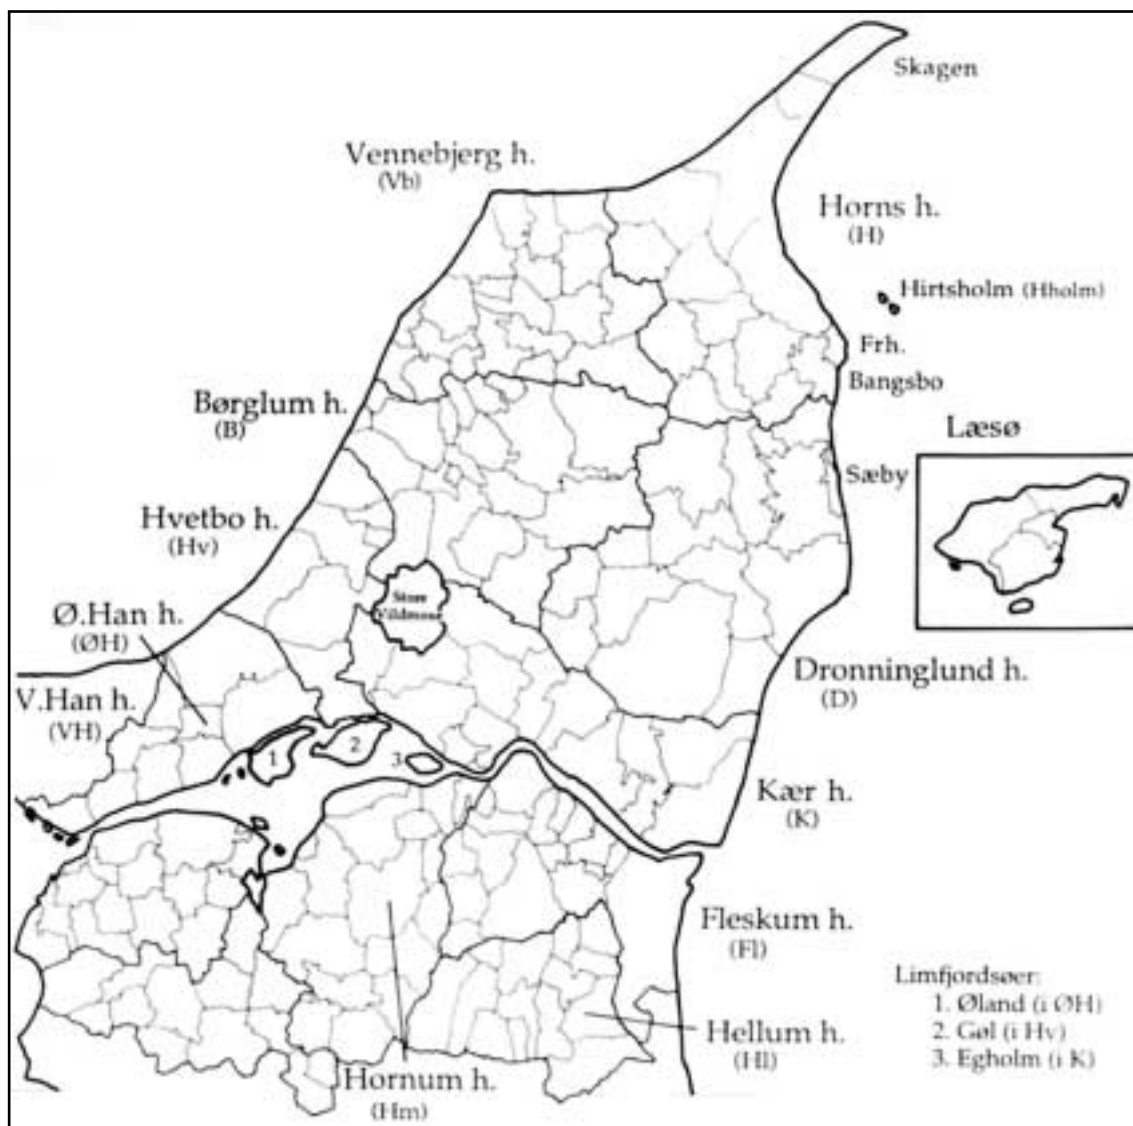 Skagen
Vennebjerg h.
(Vb)
Horns h.
(H)
Hirtsholm (Hholm)
Frh.
Bangsbo
Børglum h.
(B)
Læsø
Sæby
Hvetbo h.
(Hv)
Store
Vildmose
Ø.Han h.
(ØH)
V.Han h.
(VH)
Dronninglund h.
(D)
1
2
3
Kær h.
(K)
Fleskum h.
(Fl)
Hellum h.
(Hl)
Hornum h.
(Hm)
Limfjordsøer:
1. Øland (i ØH)
2. Gøl (i Hv)
3. Egholm (i K)